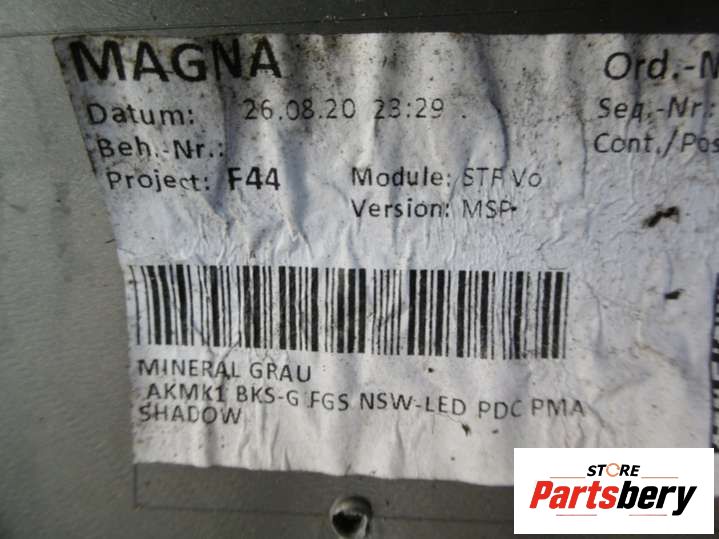 MAGNA
Ord.-N
Datum: 26.08.20 23:29
Seq.-Nr.:
Beh.-Nr.:
Cont./Pos
Project: F44
Module: STF Vo
Version: MSP
MINERAL GRAU
AKMK1 BKS-G FGS NSW-LED PDC PMA
SHADOW
STORE
Partsbery